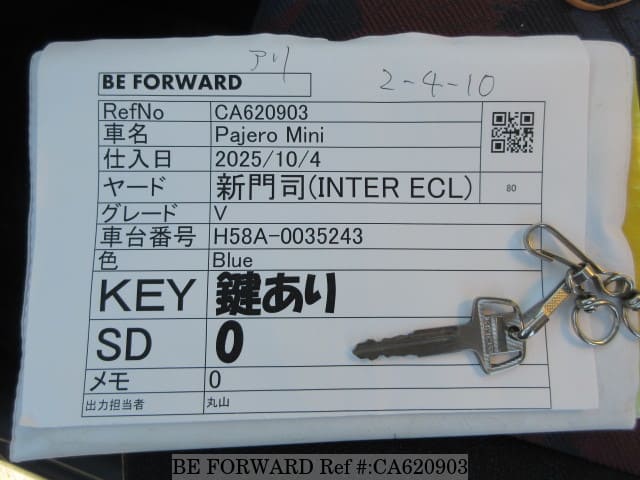 アリ
2-4-10
BE FORWARD
RefNo CA620903
車名 Pajero Mini
仕入日 2025/10/4
ヤード 新門司(INTER ECL) 80
グレード V
車台番号 H58A-0035243
色 Blue
KEY 鍵あり
SD 0
メモ 0
出力担当者 丸山
BE FORWARD Ref #:CA620903